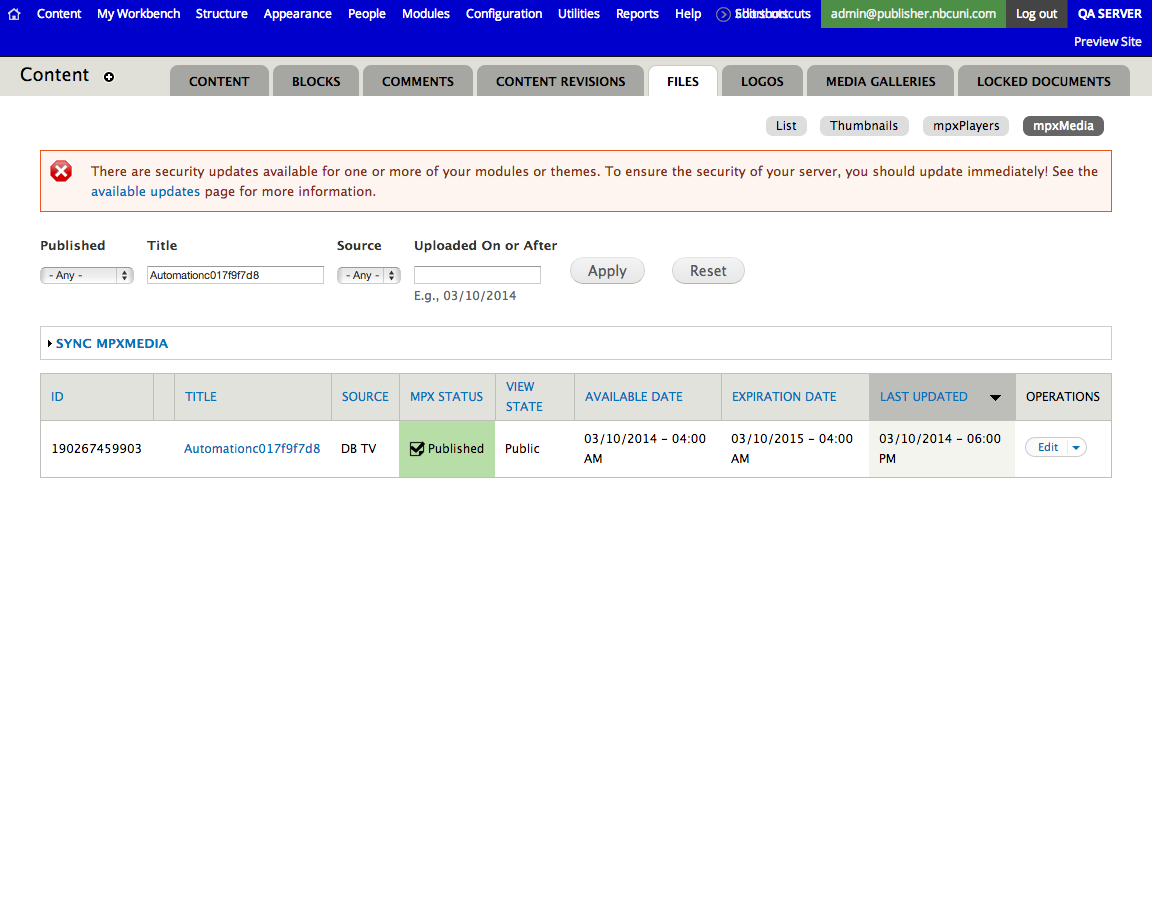 Content My Workbench Structure Appearance People Modules Configuration Utilities Reports Help admin@publisher.nbcuni.com Log out QA SERVER
Preview Site
Content
CONTENT BLOCKS COMMENTS CONTENT REVISIONS FILES LOGOS MEDIA GALLERIES LOCKED DOCUMENTS
List Thumbnails mpxPlayers mpxMedia
There are security updates available for one or more of your modules or themes. To ensure the security of your server, you should update immediately! See the
available updates page for more information.
Published Title Source Uploaded On or After
- Any - Automationc017f9f7d8 - Any - Apply Reset
E.g., 03/10/2014
SYNC MPXMEDIA
ID TITLE SOURCE MPX STATUS VIEW STATE AVAILABLE DATE EXPIRATION DATE LAST UPDATED OPERATIONS
190267459903 Automationc017f9f7d8 DB TV Published Public 03/10/2014 - 04:00 AM 03/10/2015 - 04:00 AM 03/10/2014 - 06:00 PM Edit